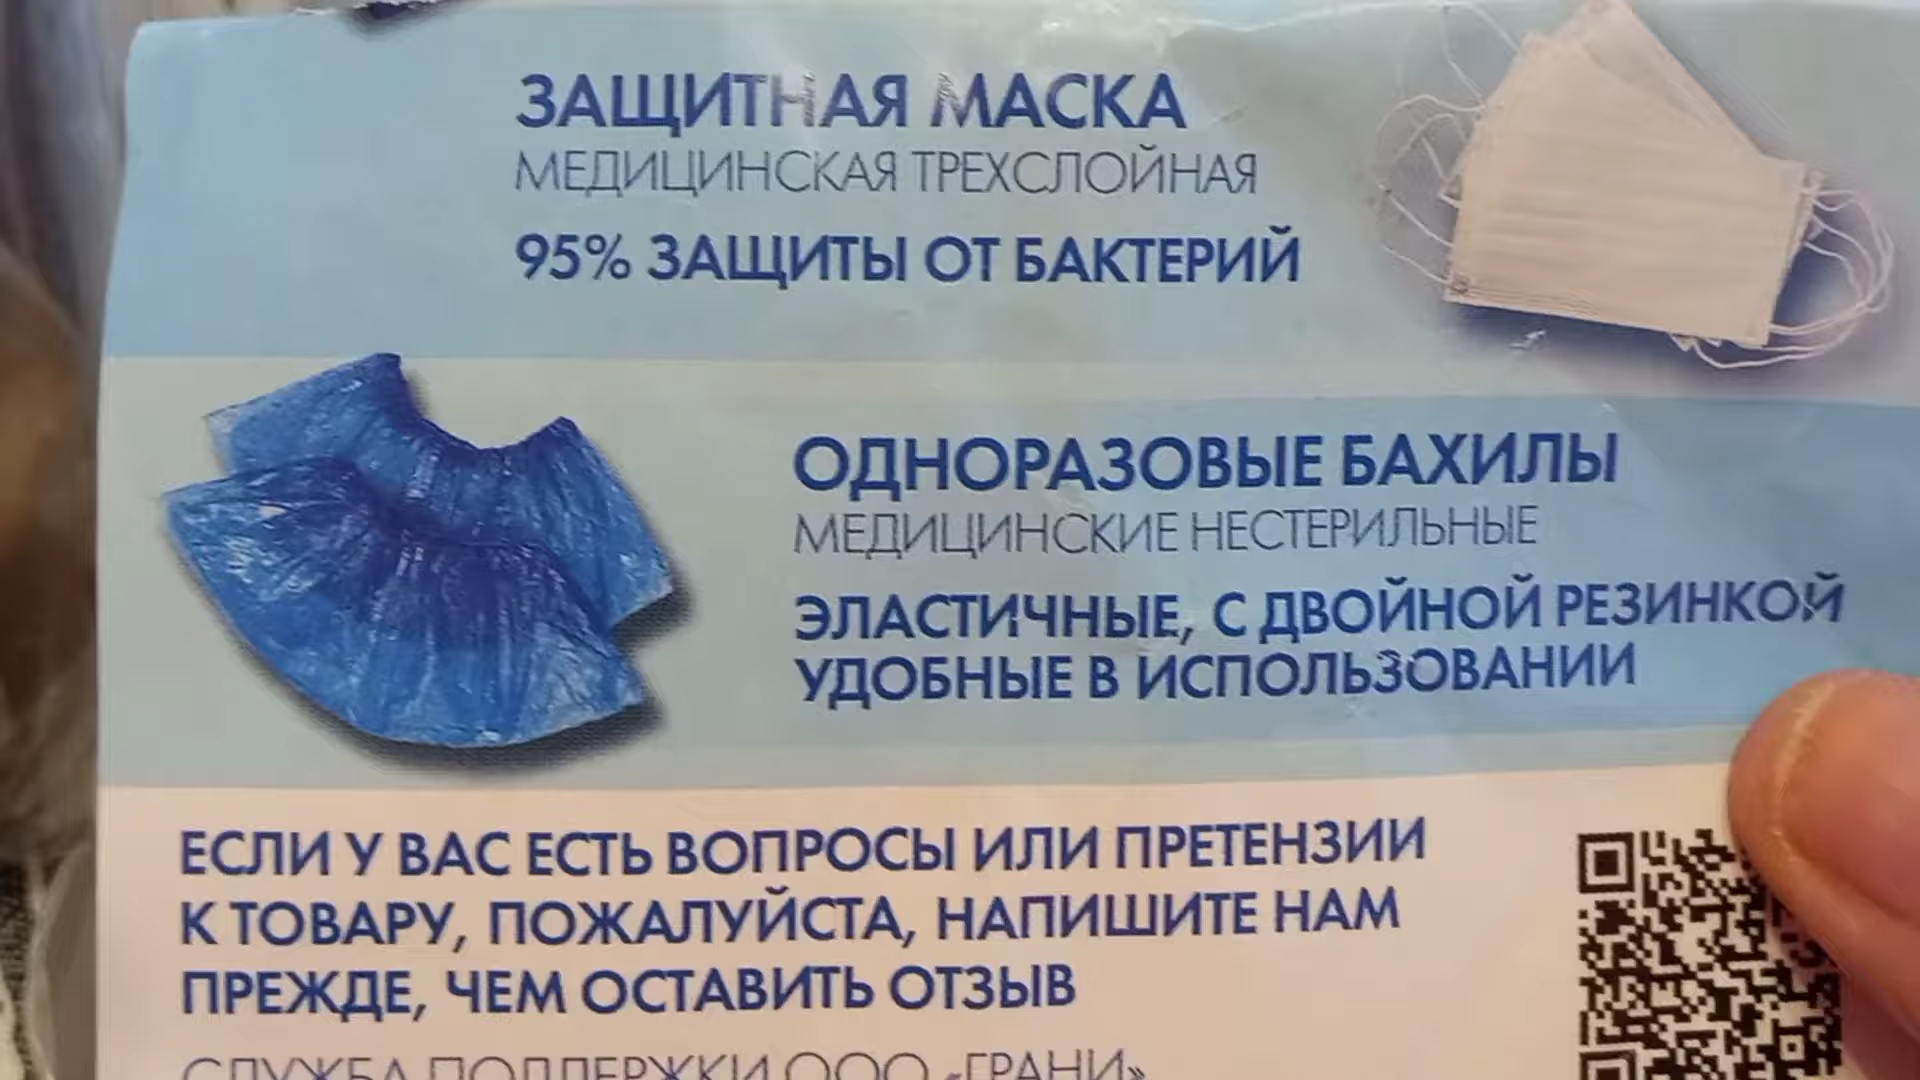 ЗАЩИТНАЯ МАСКА
МЕДИЦИНСКАЯ ТРЕХСЛОЙНАЯ
95% ЗАЩИТЫ ОТ БАКТЕРИЙ
ОДНОРАЗОВЫЕ БАХИЛЫ
МЕДИЦИНСКИЕ НЕСТЕРИЛЬНЫЕ
ЭЛАСТИЧНЫЕ, С ДВОЙНОЙ РЕЗИНКОЙ
УДОБНЫЕ В ИСПОЛЬЗОВАНИИ
ЕСЛИ У ВАС ЕСТЬ ВОПРОСЫ ИЛИ ПРЕТЕНЗИИ
К ТОВАРУ, ПОЖАЛУЙСТА, НАПИШИТЕ НАМ
ПРЕЖДЕ, ЧЕМ ОСТАВИТЬ ОТЗЫВ
СЛУЖБА ПОДДЕРЖКИ ООО «ГРАНИ»